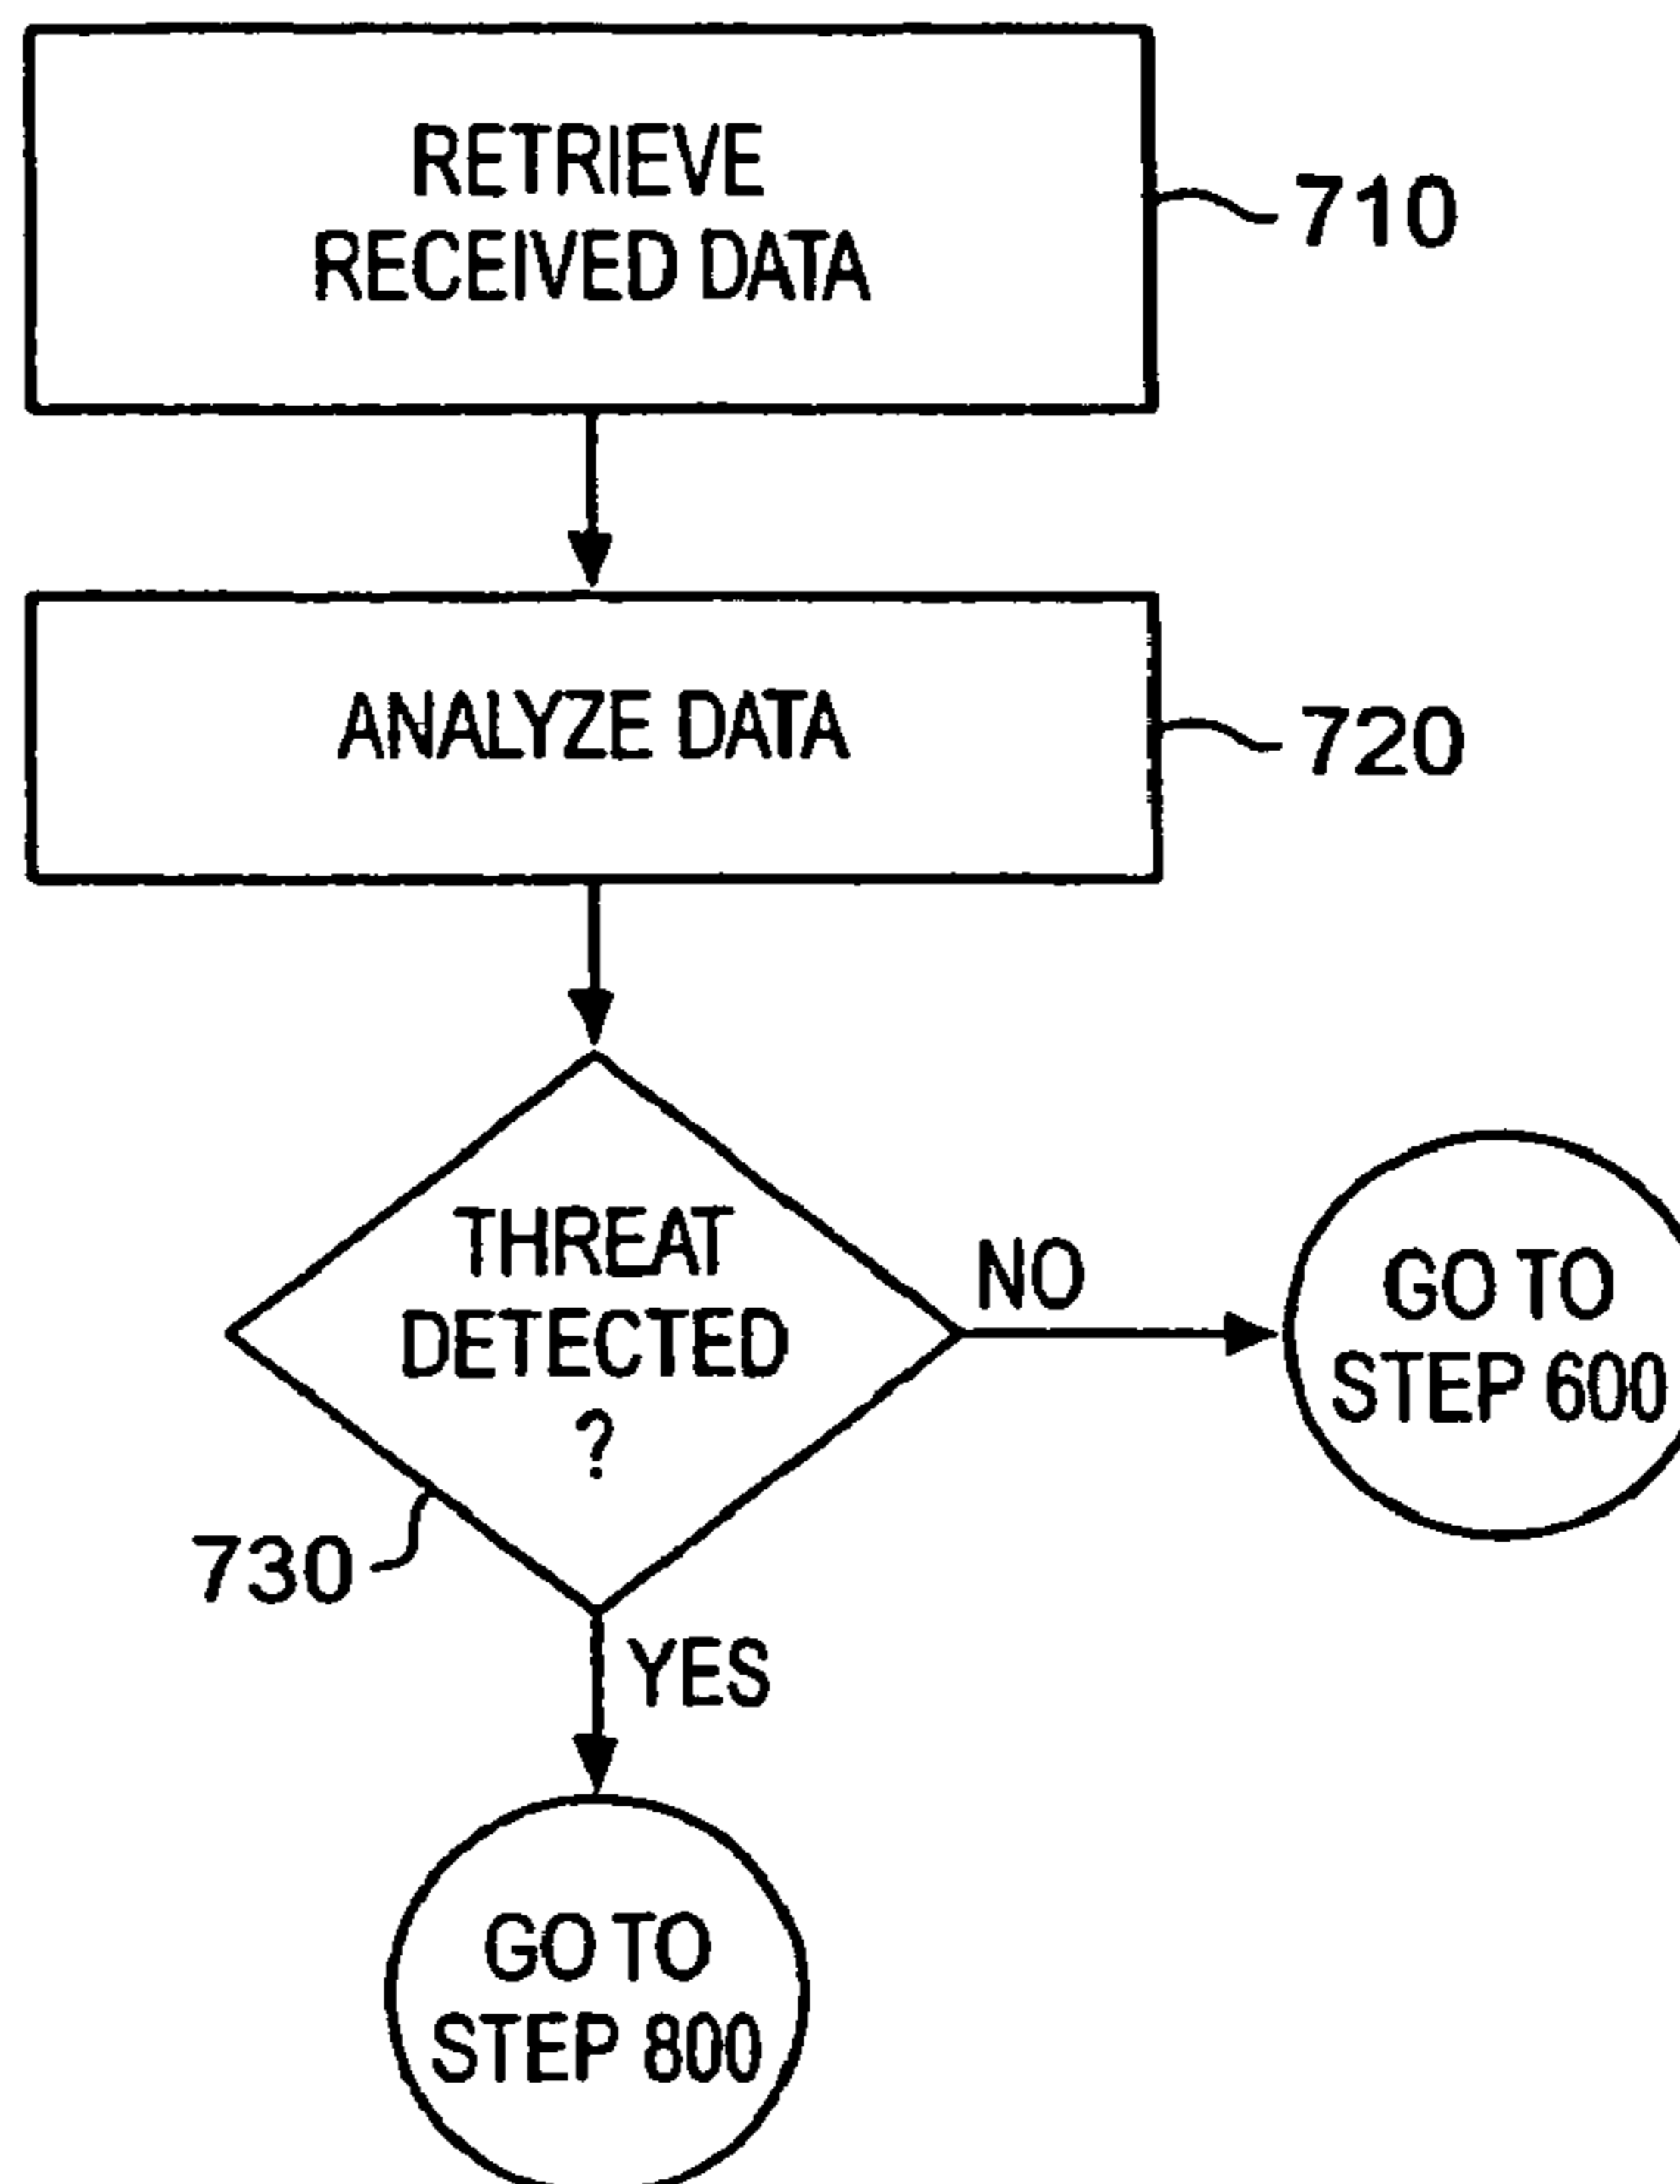 RETRIEVE
RECEIVED DATA
710
ANALYZE DATA
720
THREAT
DETECTED
?
NO
GO TO
STEP 600
730
YES
GO TO
STEP 800